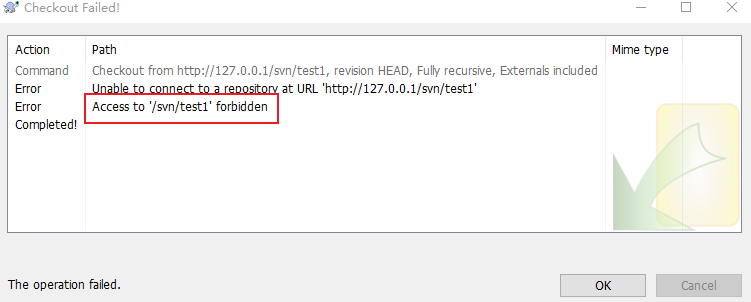 Checkout Failed!
Action Path Mime type
Command Checkout from http://127.0.0.1/svn/test1, revision HEAD, Fully recursive, Externals included
Error Unable to connect to a repository at URL 'http://127.0.0.1/svn/test1'
Error Access to '/svn/test1' forbidden
Completed!
The operation failed. OK Cancel